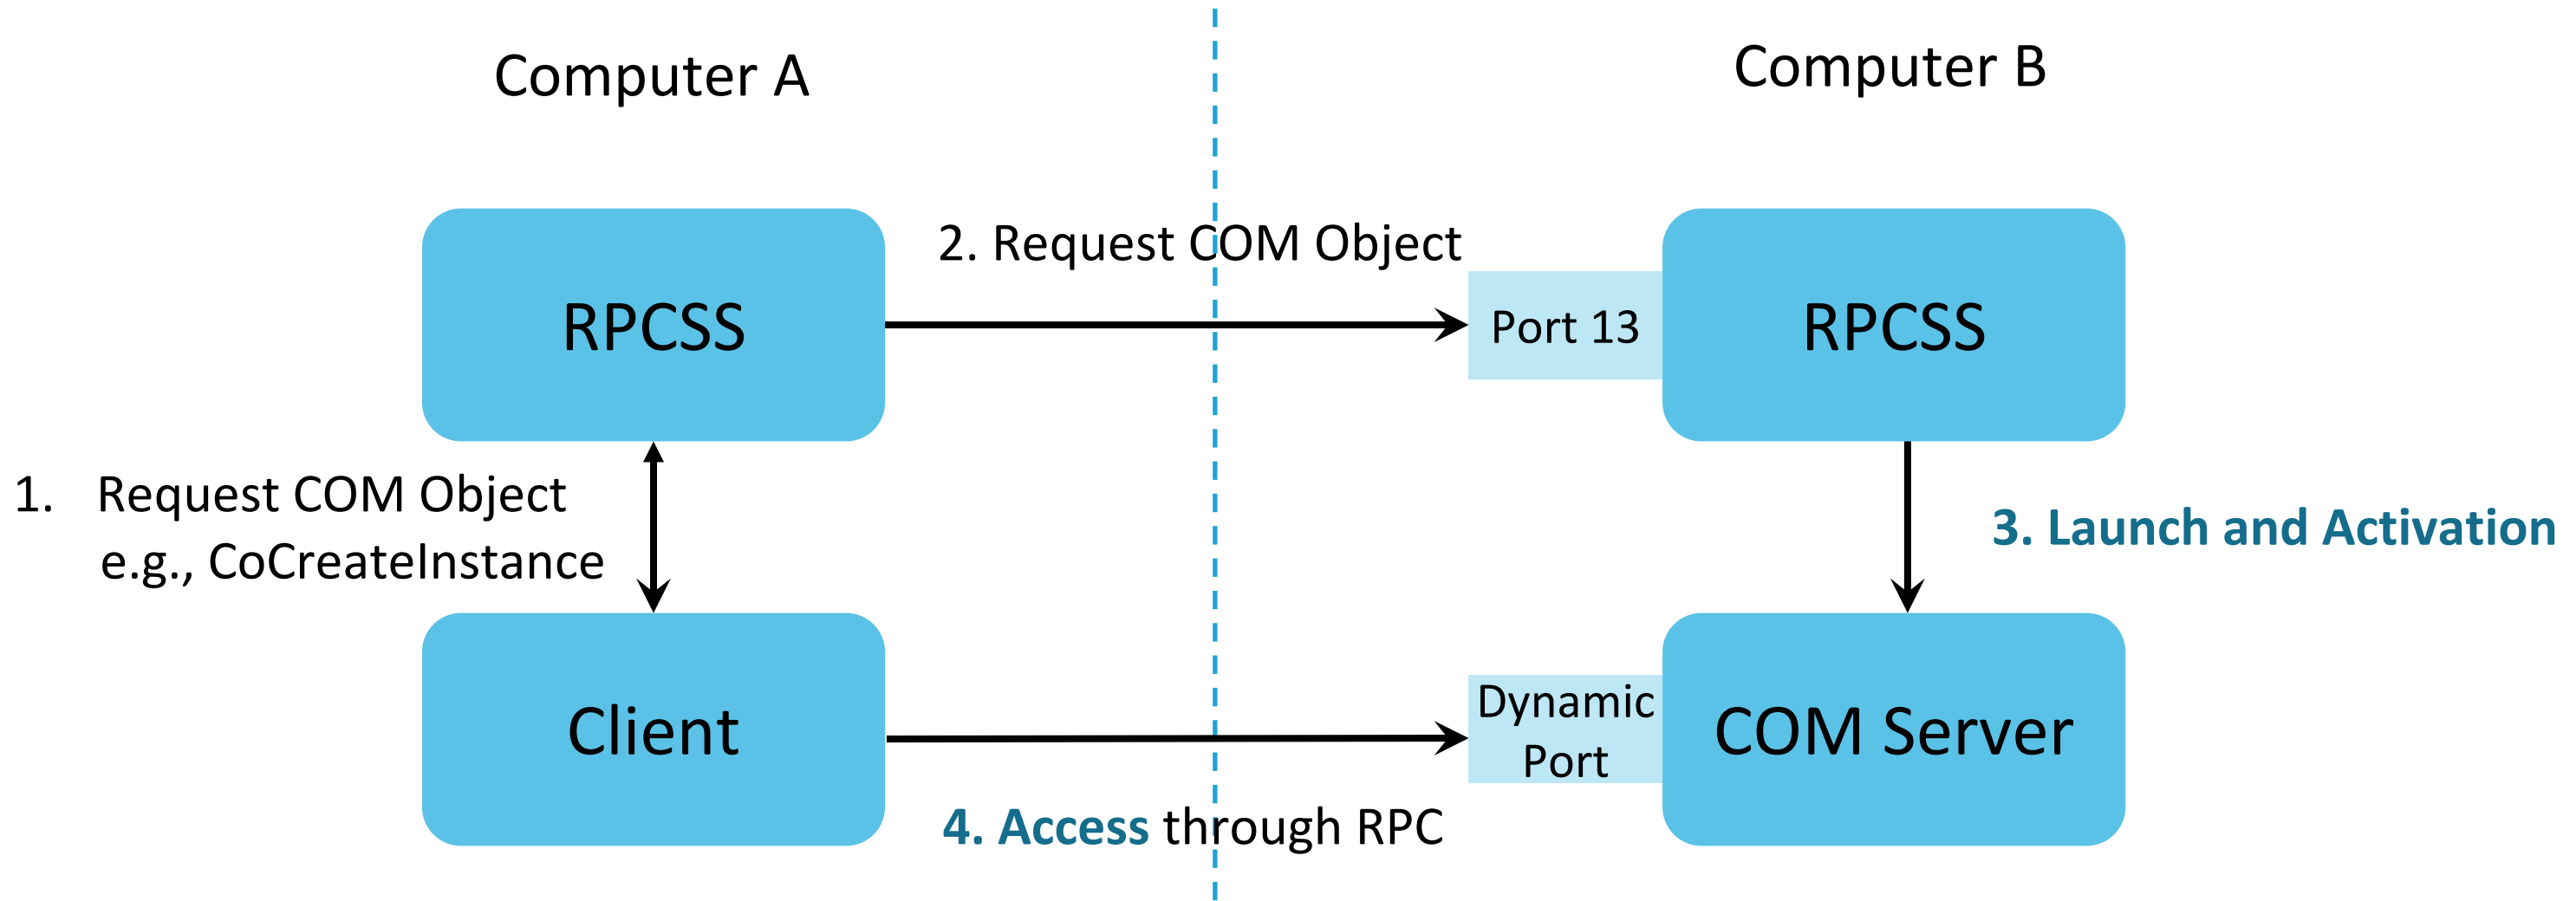 Computer A
Computer B
2. Request COM Object
RPCSS
Port 13
RPCSS
1. Request COM Object
e.g., CoCreateInstance
3. Launch and Activation
Client
Dynamic
Port
COM Server
4. Access through RPC